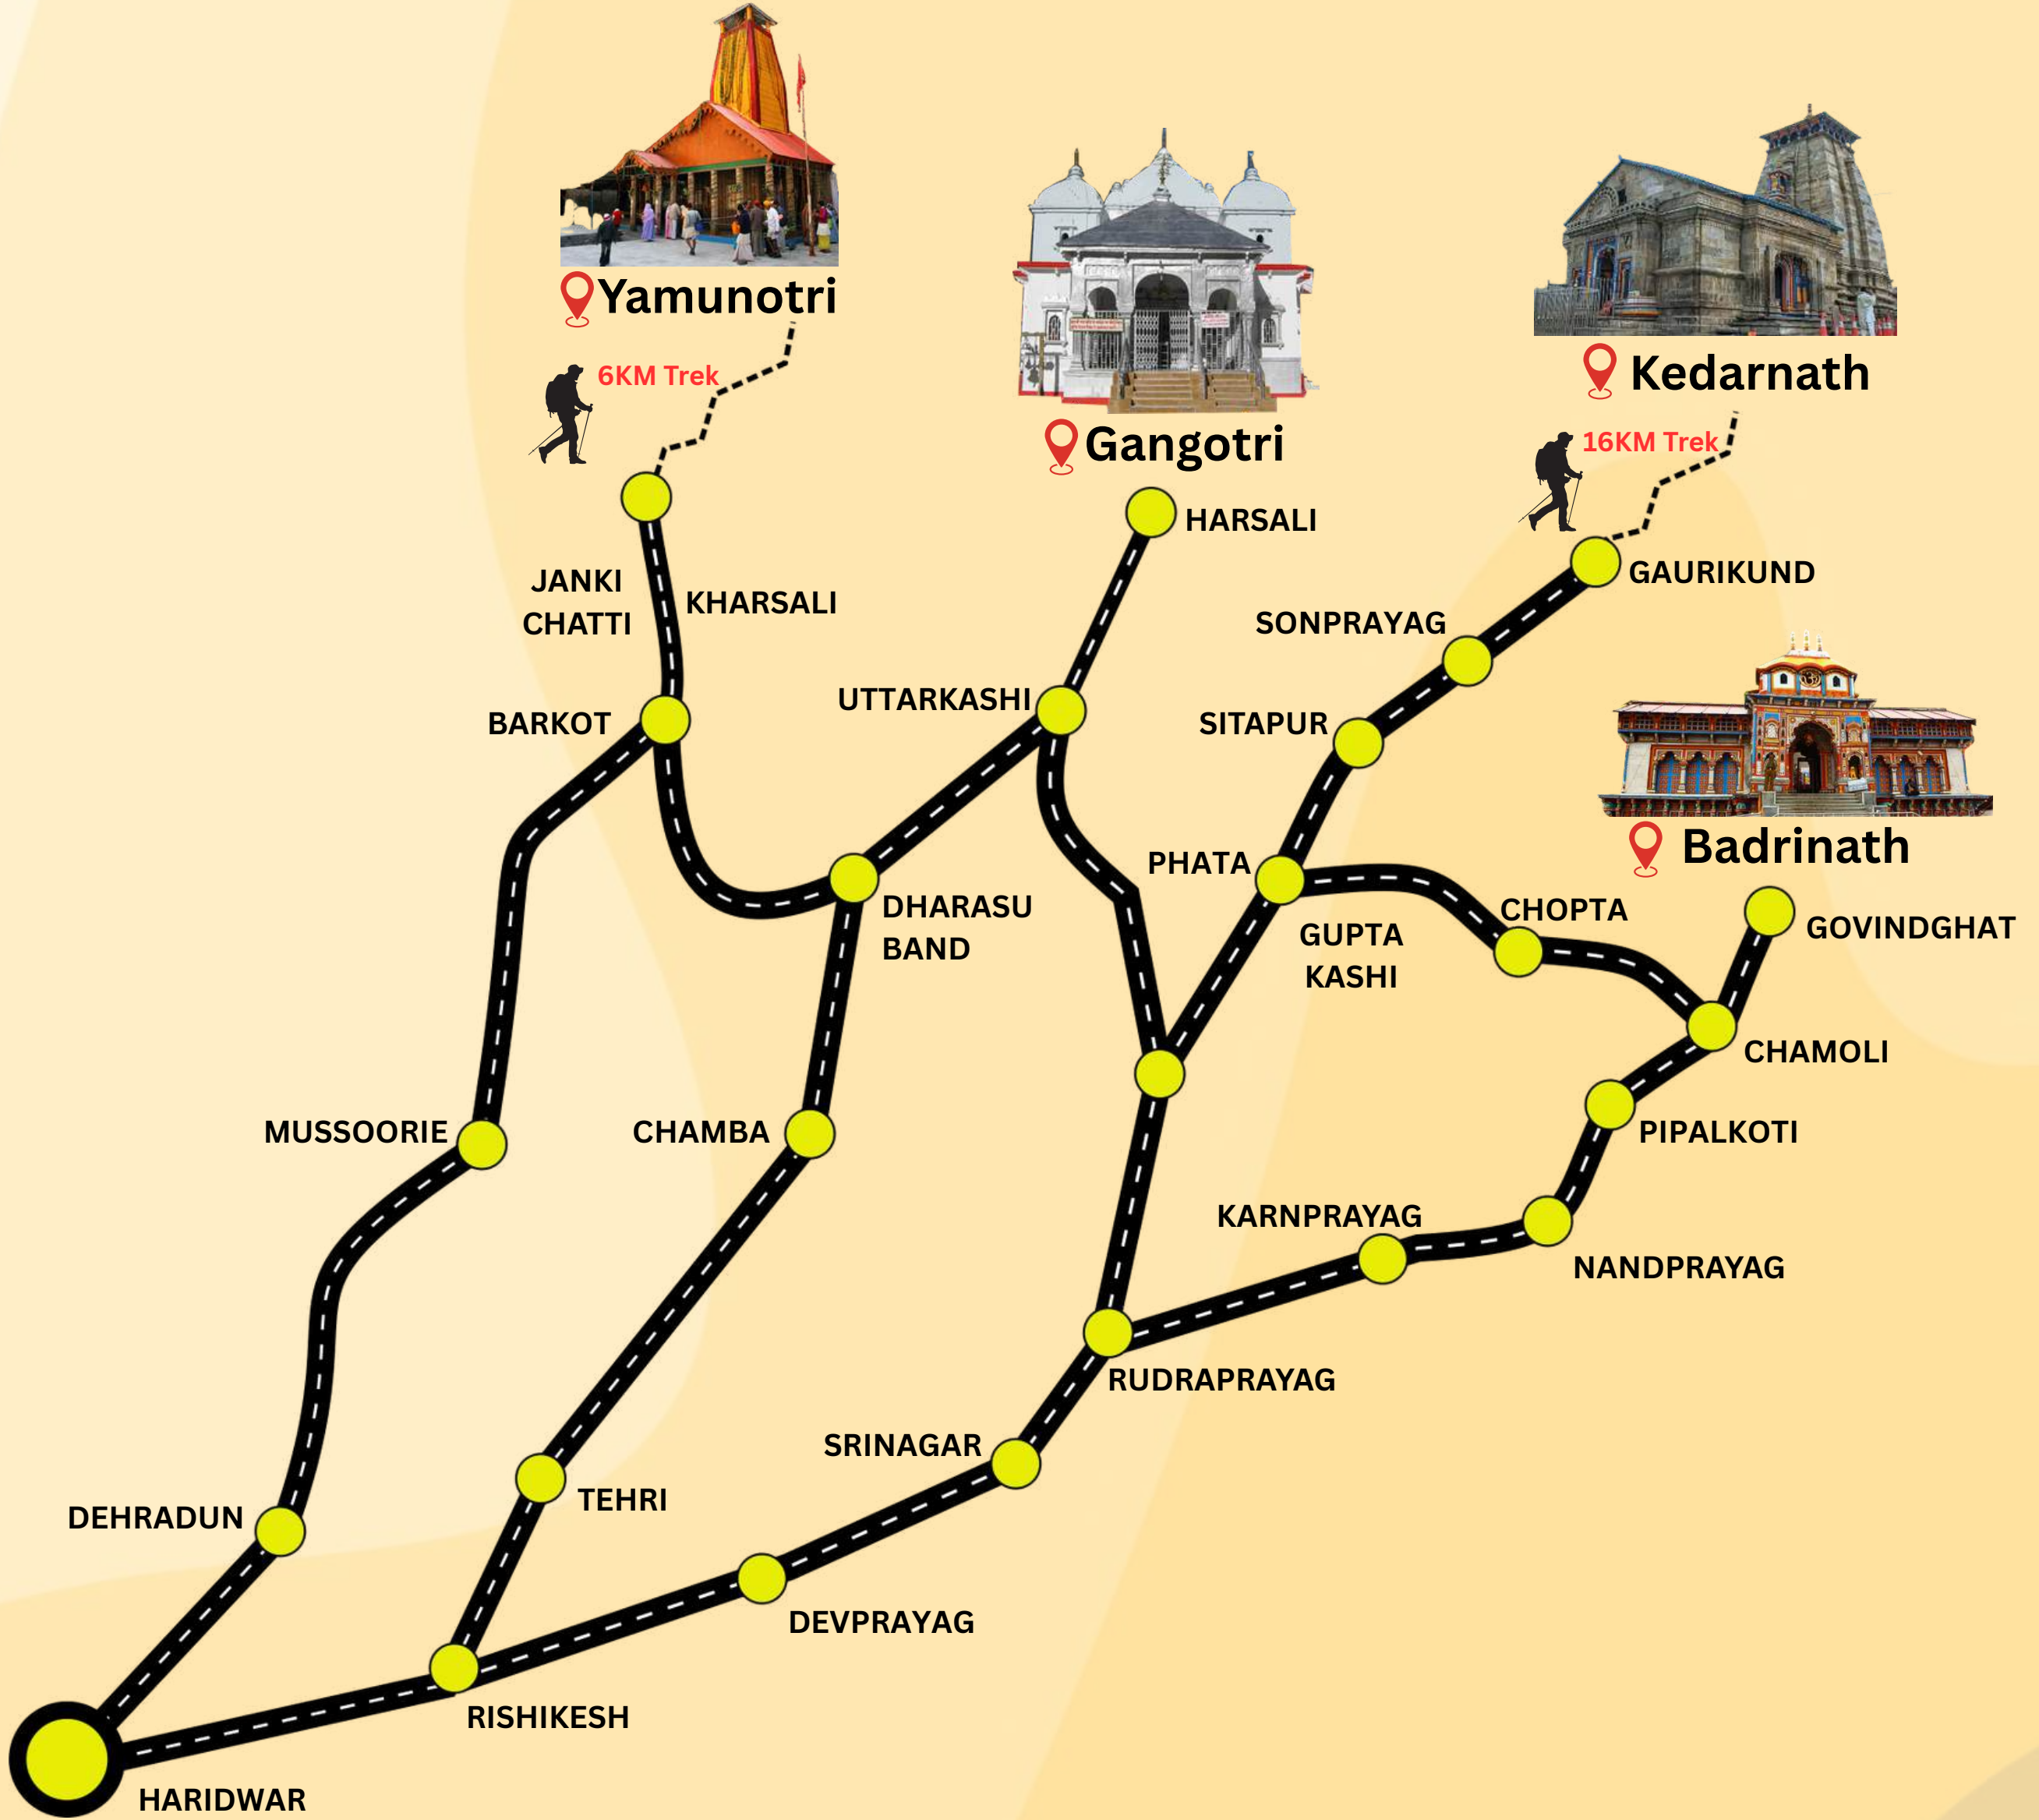 Yamunotri
6KM Trek
Gangotri
Kedarnath
16KM Trek
HARSALI
GAURIKUND
JANKI
CHATTI
KHARSALI
SONPRAYAG
UTTARKASHI
BARKOT
SITAPUR
Badrinath
PHATA
DHARASU
BAND
CHOPTA
GOVINDGHAT
GUPTA
KASHI
CHAMOLI
MUSSOORIE
CHAMBA
PIPALKOTI
KARNPRAYAG
NANDPRAYAG
RUDRAPRAYAG
SRINAGAR
TEHRI
DEHRADUN
DEVPRAYAG
RISHIKESH
HARIDWAR